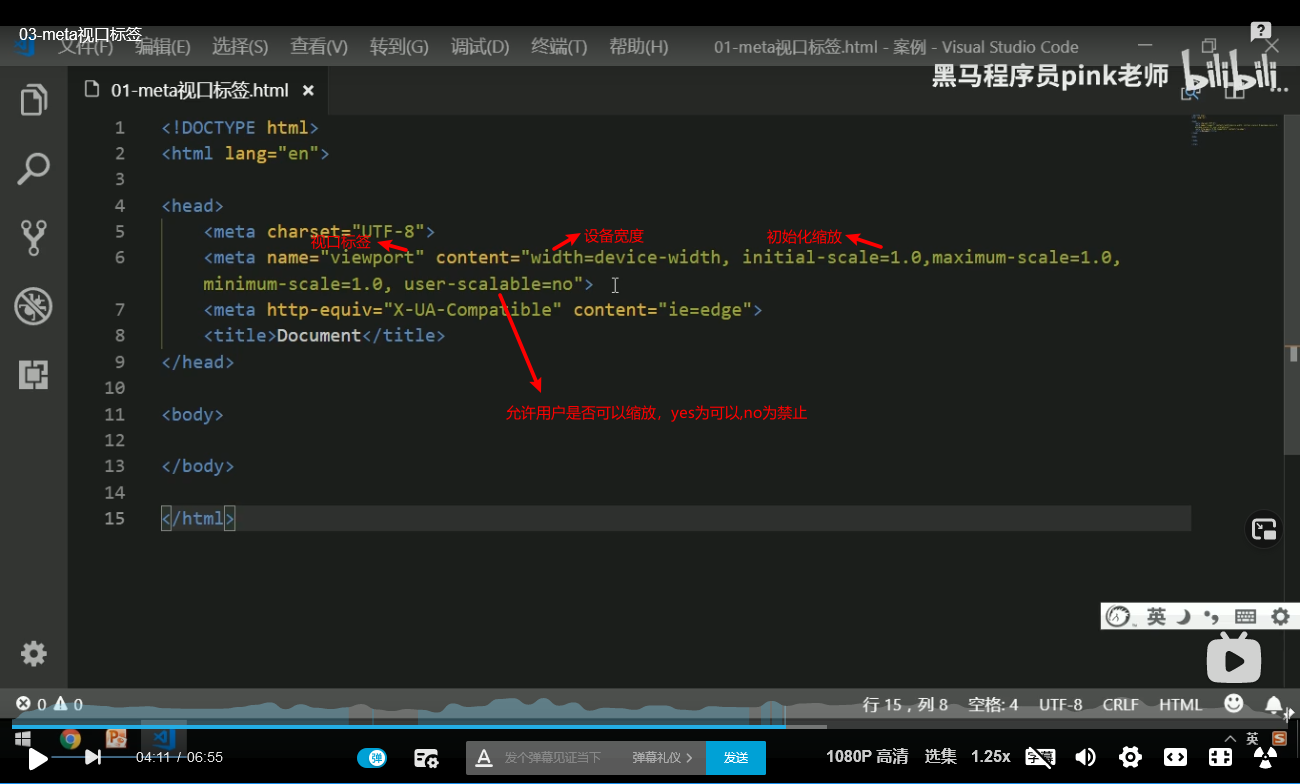 03-meta视口标签
文件(F) 编辑(E) 选择(S) 查看(V) 转到(G) 调试(D) 终端(T) 帮助(H) 01-meta视口标签.html - 案例 - Visual Studio Code
黑马程序员pink老师 bilibili
01-meta视口标签.html ×
1 <!DOCTYPE html>
2 <html lang="en">
3
4 <head>
5 <meta charset="UTF-8">
视口标签 设备宽度 初始化缩放
6 <meta name="viewport" content="width=device-width, initial-scale=1.0,maximum-scale=1.0,
minimum-scale=1.0, user-scalable=no">
7 <meta http-equiv="X-UA-Compatible" content="ie=edge">
8 <title>Document</title>
9 </head>
10
11 <body>
允许用户是否可以缩放，yes为可以,no为禁止
12
13 </body>
14
15 </html>
英
0 0 行 15，列 8 空格: 4 UTF-8 CRLF HTML
英
04:11 / 06:55 弹 发个弹幕见证当下 弹幕礼仪 > 发送 1080P 高清 选集 1.25x 字幕